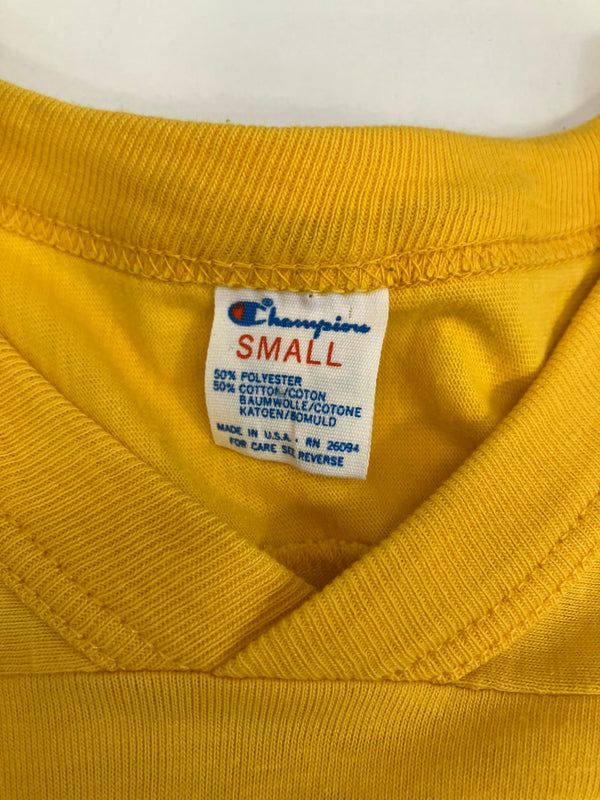 Champion®
SMALL
50% POLYESTER
50% COTTON/COTON
BAUMWOLLE/COTONE
KATOEN/BOMULD
MADE IN U.S.A. RN 26094
FOR CARE SEE REVERSE